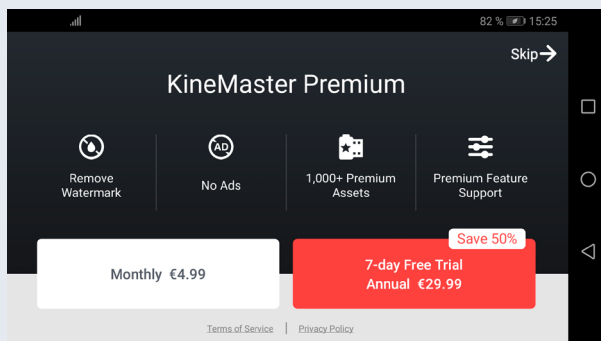 82 % 15:25
Skip
KineMaster Premium
Remove
Watermark
AD
No Ads
1,000+ Premium
Assets
Premium Feature
Support
Monthly €4.99
Save 50%
7-day Free Trial
Annual €29.99
Terms of Service | Privacy Policy